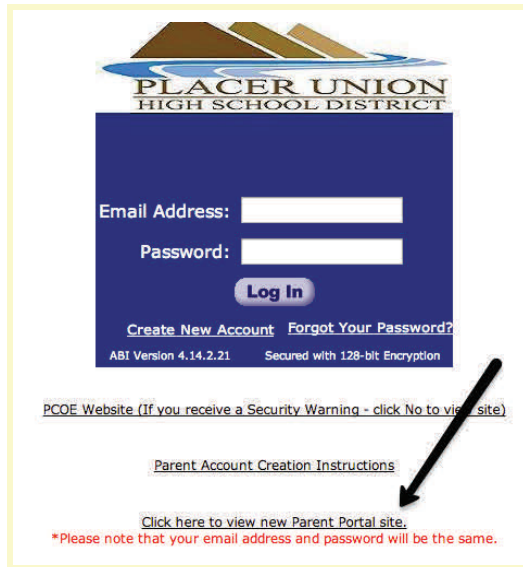 PLACER UNION
HIGH SCHOOL DISTRICT
Email Address:
Password:
Log In
Create New Account Forgot Your Password?
ABI Version 4.14.2.21 Secured with 128-bit Encryption
PCOE Website (If you receive a Security Warning - click No to view site)
Parent Account Creation Instructions
Click here to view new Parent Portal site.
*Please note that your email address and password will be the same.